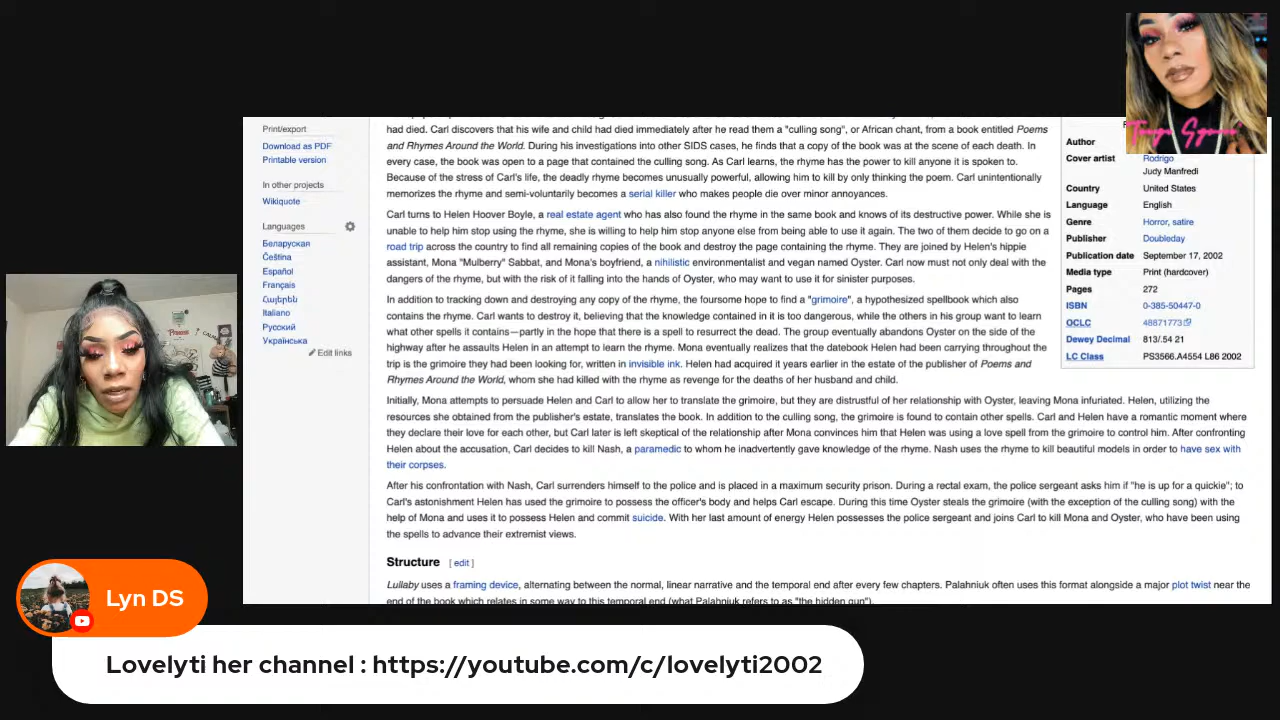 Print/export
Download as PDF
Printable version
In other projects
Wikiquote
Languages
Беларуская
Čeština
Español
Français
Հայերեն
Italiano
Русский
Українська
Edit links
had died. Carl discovers that his wife and child had died immediately after he read them a "culling song", or African chant, from a book entitled Poems
and Rhymes Around the World. During his investigations into other SIDS cases, he finds that a copy of the book was at the scene of each death. In
every case, the book was open to a page that contained the culling song. As Carl learns, the rhyme has the power to kill anyone it is spoken to.
Because of the stress of Carl's life, the deadly rhyme becomes unusually powerful, allowing him to kill by only thinking the poem. Carl unintentionally
memorizes the rhyme and semi-voluntarily becomes a serial killer who makes people die over minor annoyances.
Carl turns to Helen Hoover Boyle, a real estate agent who has also found the rhyme in the same book and knows of its destructive power. While she is
unable to help him stop using the rhyme, she is willing to help him stop anyone else from being able to use it again. The two of them decide to go on a
road trip across the country to find all remaining copies of the book and destroy the page containing the rhyme. They are joined by Helen's hippie
assistant, Mona "Mulberry" Sabbat, and Mona's boyfriend, a nihilistic environmentalist and vegan named Oyster. Carl now must not only deal with the
dangers of the rhyme, but with the risk of it falling into the hands of Oyster, who may want to use it for sinister purposes.
In addition to tracking down and destroying any copy of the rhyme, the foursome hope to find a "grimoire", a hypothesized spellbook which also
contains the rhyme. Carl wants to destroy it, believing that the knowledge contained in it is too dangerous, while the others in his group want to learn
what other spells it contains—partly in the hope that there is a spell to resurrect the dead. The group eventually abandons Oyster on the side of the
highway after he assaults Helen in an attempt to learn the rhyme. Mona eventually realizes that the datebook Helen had been carrying throughout the
trip is the grimoire they had been looking for, written in invisible ink. Helen had acquired it years earlier in the estate of the publisher of Poems and
Rhymes Around the World, whom she had killed with the rhyme as revenge for the deaths of her husband and child.
Initially, Mona attempts to persuade Helen and Carl to allow her to translate the grimoire, but they are distrustful of her relationship with Oyster, leaving Mona infuriated. Helen, utilizing the
resources she obtained from the publisher's estate, translates the book. In addition to the culling song, the grimoire is found to contain other spells. Carl and Helen have a romantic moment where
they declare their love for each other, but Carl later is left skeptical of the relationship after Mona convinces him that Helen was using a love spell from the grimoire to control him. After confronting
Helen about the accusation, Carl decides to kill Nash, a paramedic to whom he inadvertently gave knowledge of the rhyme. Nash uses the rhyme to kill beautiful models in order to have sex with
their corpses.
After his confrontation with Nash, Carl surrenders himself to the police and is placed in a maximum security prison. During a rectal exam, the police sergeant asks him if "he is up for a quickie"; to
Carl's astonishment Helen has used the grimoire to possess the officer's body and helps Carl escape. During this time Oyster steals the grimoire (with the exception of the culling song) with the
help of Mona and uses it to possess Helen and commit suicide. With her last amount of energy Helen possesses the police sergeant and joins Carl to kill Mona and Oyster, who have been using
the spells to advance their extremist views.
Structure [ edit ]
Lullaby uses a framing device, alternating between the normal, linear narrative and the temporal end after every few chapters. Palahniuk often uses this format alongside a major plot twist near the
end of the book which relates in some way to this temporal end (what Palahniuk refers to as "the hidden gun").
Author
Cover artist Rodrigo
Judy Manfredi
Country United States
Language English
Genre Horror, satire
Publisher Doubleday
Publication date September 17, 2002
Media type Print (hardcover)
Pages 272
ISBN 0-385-50447-0
OCLC 48871773
Dewey Decimal 813/.54 21
LC Class PS3566.A4554 L86 2002
Lyn DS
Lovelyti her channel : https://youtube.com/c/lovelyti2002